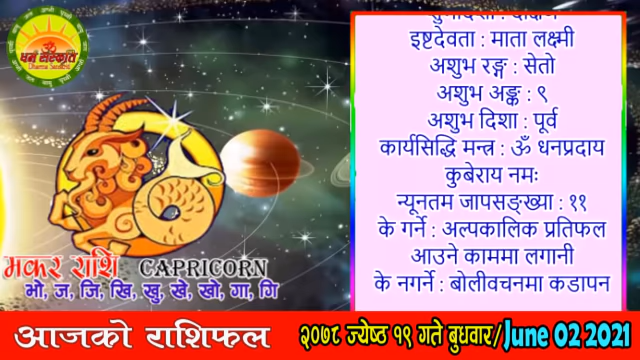 ॐ
धर्म संस्कृति
इष्टदेवता : माता लक्ष्मी
अशुभ रङ्ग : सेतो
अशुभ अङ्क : ९
अशुभ दिशा : पूर्व
कार्यसिद्धि मन्त्र : ॐ धनप्रदाय
कुबेराय नमः
न्यूनतम जापसङ्ख्या : ११
के गर्ने : अल्पकालिक प्रतिफल
आउने काममा लगानी
के नगर्ने : बोलीवचनमा कडापन
मकर राशि CAPRICORN
भो, ज, जि, खि, खु, खे, खो, गा, गि
आजको राशिफल २०७८ ज्येष्ठ १९ गते बुधवार/June 02 2021